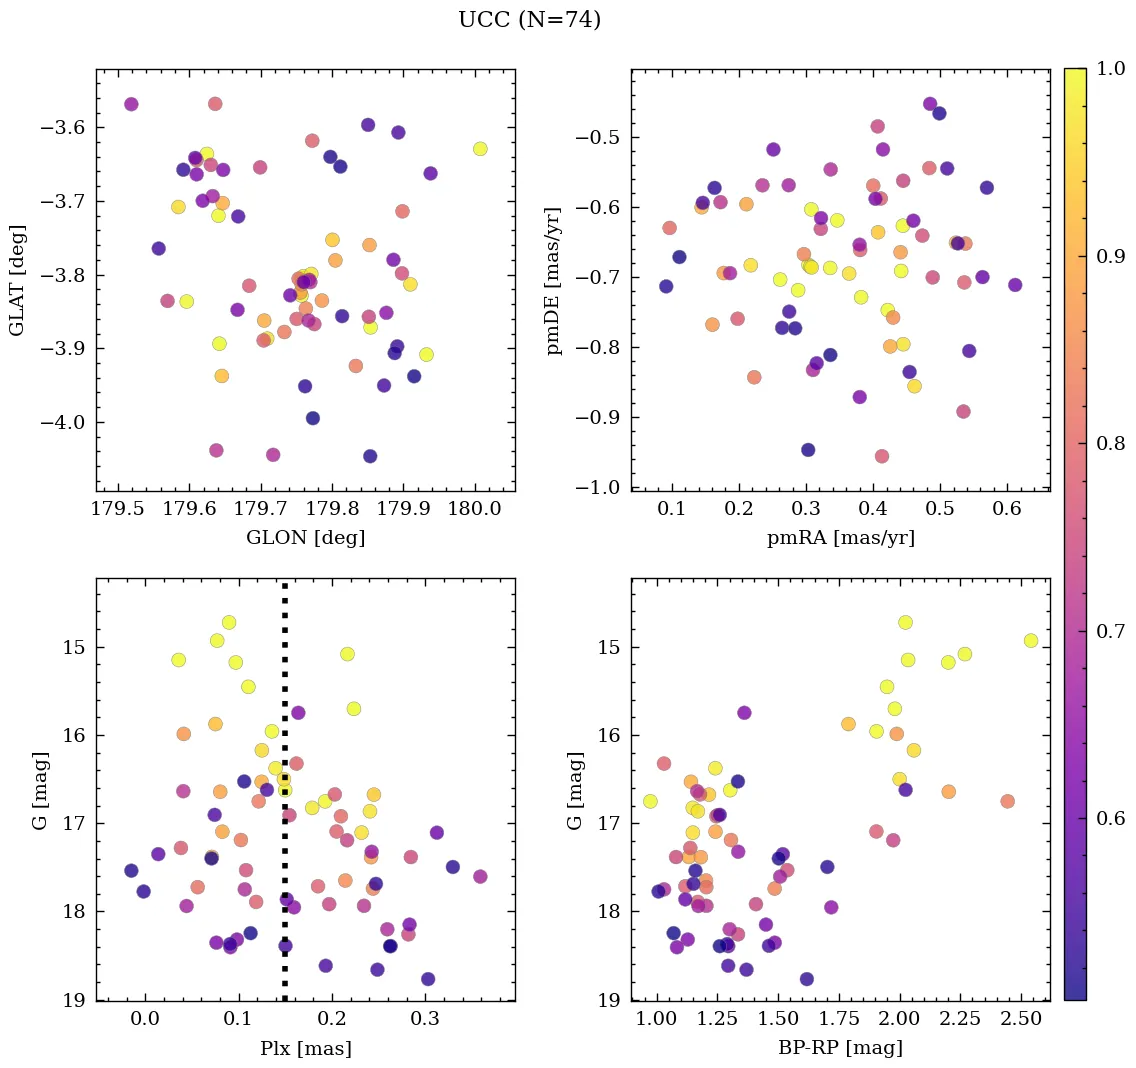 UCC (N=74)
−3.6
−3.7
−3.8
−3.9
−4.0
GLAT [deg]
179.5 179.6 179.7 179.8 179.9 180.0
GLON [deg]
−0.5
−0.6
−0.7
−0.8
−0.9
−1.0
pmDE [mas/yr]
0.1 0.2 0.3 0.4 0.5 0.6
pmRA [mas/yr]
15
16
17
18
19
G [mag]
0.0 0.1 0.2 0.3
Plx [mas]
15
16
17
18
19
G [mag]
1.00 1.25 1.50 1.75 2.00 2.25 2.50
BP-RP [mag]
1.0
0.9
0.8
0.7
0.6